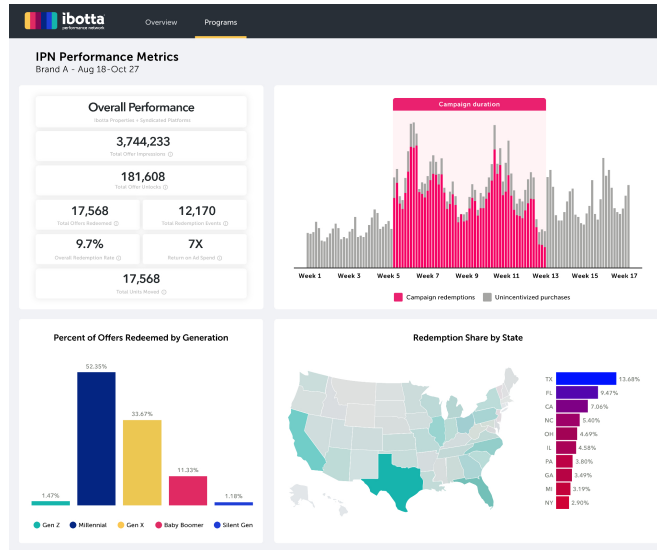 ibotta
performance network
Overview
Programs
IPN Performance Metrics
Brand A - Aug 18-Oct 27
Overall Performance
Ibotta Properties + Syndicated Platforms
3,744,233
Total Offer Impressions
181,608
Total Offer Unlocks
17,568
Total Offers Redeemed
12,170
Total Redemption Events
9.7%
Overall Redemption Rate
7X
Return on Ad Spend
17,568
Total Units Moved
Campaign duration
Week 1 Week 3 Week 5 Week 7 Week 9 Week 11 Week 13 Week 15 Week 17
Campaign redemptions Unincentivized purchases
Percent of Offers Redeemed by Generation
1.47%
52.35%
33.67%
11.33%
1.18%
Gen Z Millennial Gen X Baby Boomer Silent Gen
Redemption Share by State
TX 13.68%
FL 9.47%
CA 7.06%
NC 5.40%
OH 4.69%
IL 4.58%
PA 3.80%
GA 3.49%
MI 3.19%
NY 2.90%